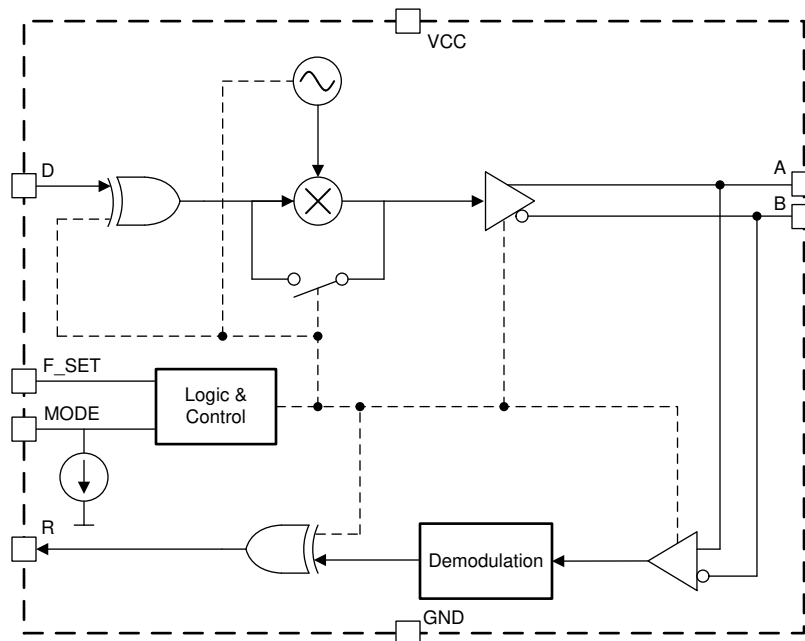 VCC
D
A
B
F_SET
Logic &
Control
MODE
R
Demodulation
GND